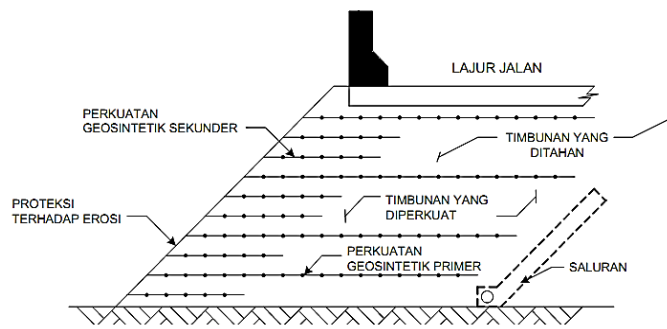 LAJUR JALAN
PERKUATAN
GEOSINTETIK SEKUNDER
TIMBUNAN YANG
DITAHAN
PROTEKSI
TERHADAP EROSI
TIMBUNAN YANG
DIPERKUAT
PERKUATAN
GEOSINTETIK PRIMER
SALURAN